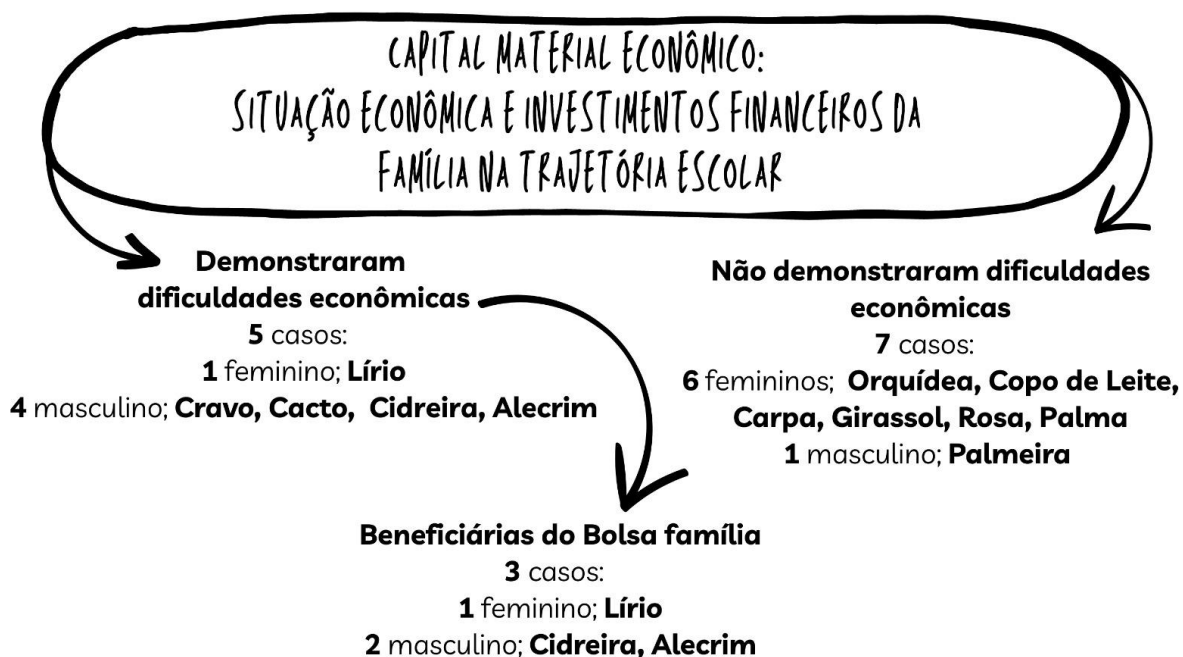 CAPITAL MATERIAL ECONÔMICO:
SITUAÇÃO ECONÔMICA E INVESTIMENTOS FINANCEIROS DA
FAMÍLIA NA TRAJETÓRIA ESCOLAR
Demonstraram
dificuldades econômicas
5 casos:
1 feminino; Lírio
4 masculino; Cravo, Cacto, Cidreira, Alecrim
Não demonstraram dificuldades
econômicas
7 casos:
6 femininos; Orquídea, Copo de Leite,
Carpa, Girassol, Rosa, Palma
1 masculino; Palmeira
Beneficiárias do Bolsa família
3 casos:
1 feminino; Lírio
2 masculino; Cidreira, Alecrim